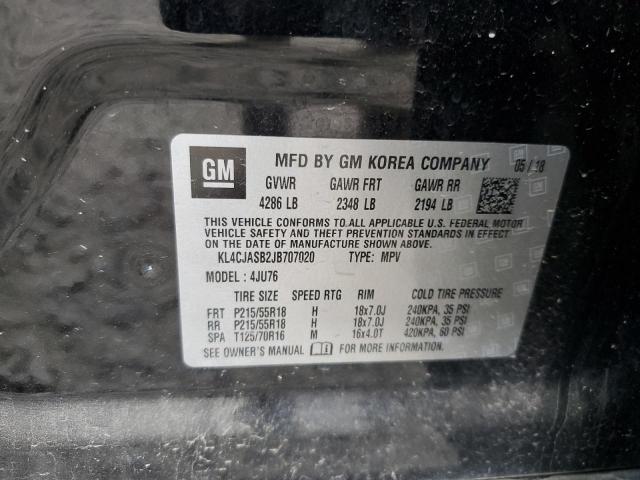 GM
MFD BY GM KOREA COMPANY 05 / 18
GVWR GAWR FRT GAWR RR
4286 LB 2348 LB 2194 LB
THIS VEHICLE CONFORMS TO ALL APPLICABLE U.S. FEDERAL MOTOR
VEHICLE SAFETY AND THEFT PREVENTION STANDARDS IN EFFECT ON
THE DATE OF MANUFACTURE SHOWN ABOVE.
KL4CJASB2JB707020 TYPE: MPV
MODEL: 4JU76
TIRE SIZE SPEED RTG RIM COLD TIRE PRESSURE
FRT P215/55R18 H 18x7.0J 240KPA, 35 PSI
RR P215/55R18 H 18x7.0J 240KPA, 35 PSI
SPA T125/70R16 M 16x4.0T 420KPA, 60 PSI
SEE OWNER'S MANUAL FOR MORE INFORMATION.